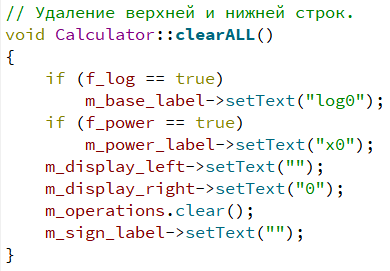 // Удаление верхней и нижней строк.
void Calculator::clearALL()
{
    if (f_log == true)
        m_base_label->setText("log0");
    if (f_power == true)
        m_power_label->setText("x0");
    m_display_left->setText("");
    m_display_right->setText("0");
    m_operations.clear();
    m_sign_label->setText("");
}